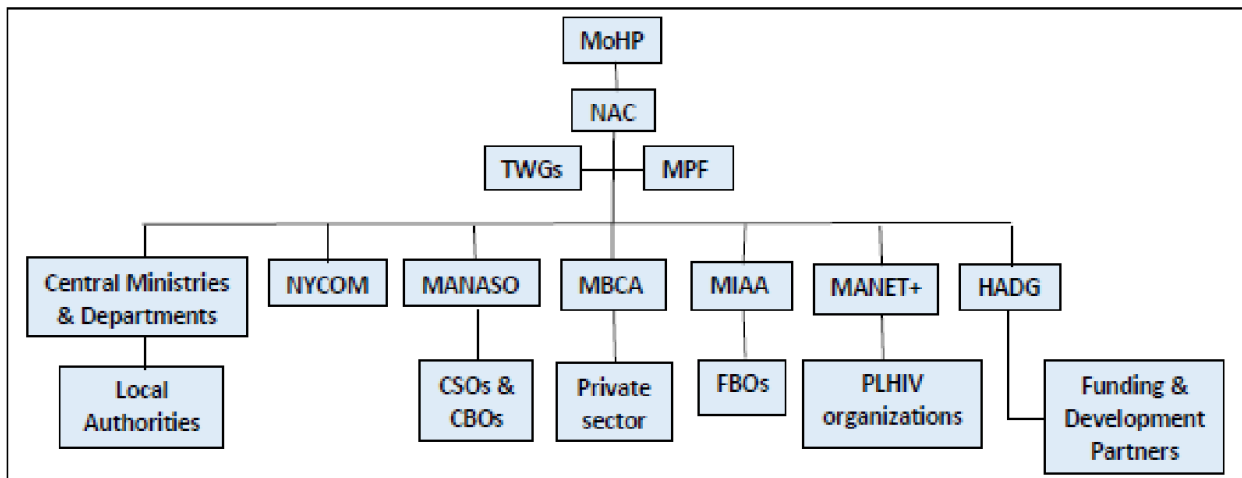 MoHP
NAC
TWGs
MPF
Central Ministries
& Departments
NYCOM
MANASO
MBCA
MIAA
MANET+
HADG
Local
Authorities
CSOs &
CBOs
Private
sector
FBOs
PLHIV
organizations
Funding &
Development
Partners